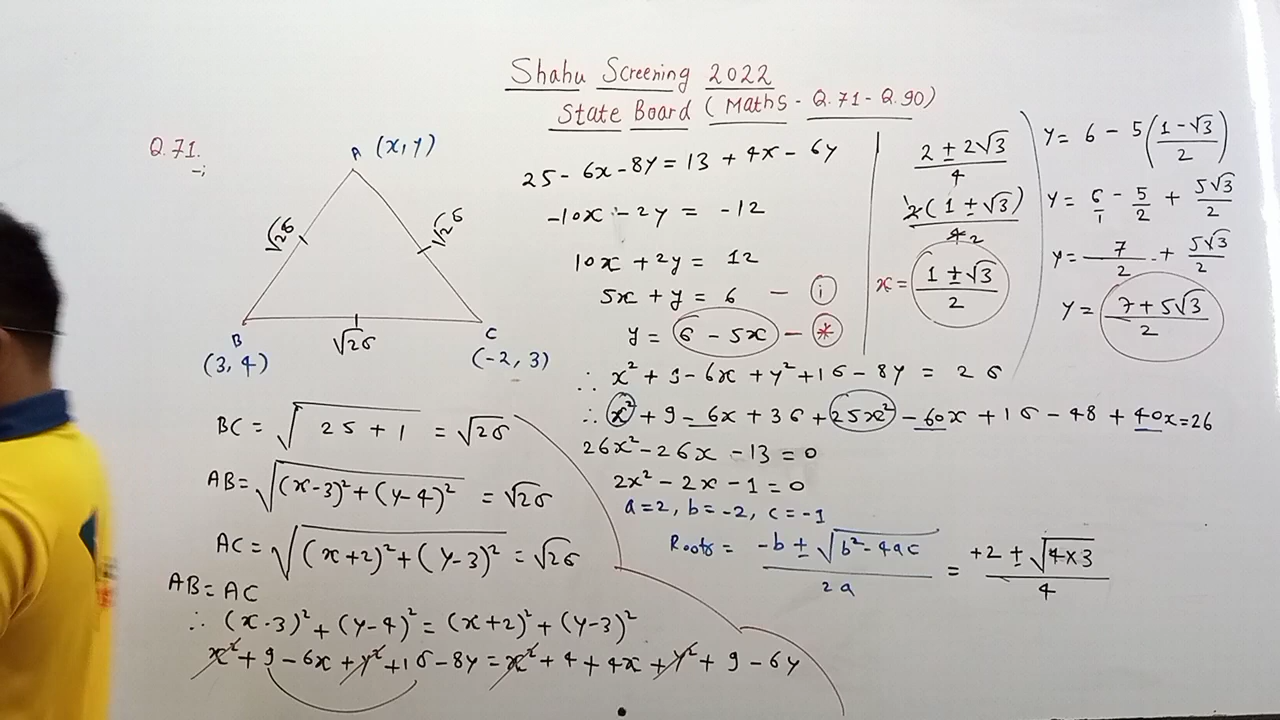 Shahu Screening 2022
State Board (Maths - Q.71 - Q.90)
Q.71.
A (x,y)
√26
√26
√26
B
(3, 4)
C
(-2, 3)
BC = √(25 + 1) = √26
AB = √((x-3)² + (y-4)²) = √26
AC = √((x+2)² + (y-3)²) = √26
AB = AC
∴ (x-3)² + (y-4)² = (x+2)² + (y-3)²
x² + 9 - 6x + y² + 16 - 8y = x² + 4 + 4x + y² + 9 - 6y
25 - 6x - 8y = 13 + 4x - 6y
-10x - 2y = -12
10x + 2y = 12
5x + y = 6 - (i)
y = 6 - 5x - (*)
∴ x² + 9 - 6x + y² + 16 - 8y = 26
∴ x² + 9 - 6x + 36 + 25x² - 60x + 16 - 48 + 40x = 26
26x² - 26x - 13 = 0
2x² - 2x - 1 = 0
a = 2, b = -2, c = -1
Roots = (-b ± √(b² - 4ac)) / 2a = (+2 ± √(4×3)) / 4
(2 ± 2√3) / 4
2(1 ± √3) / 4 2
x = (1 ± √3) / 2
y = 6 - 5((1-√3) / 2)
y = 6/1 - 5/2 + 5√3/2
y = 7/2 + 5√3/2
y = (7 + 5√3) / 2